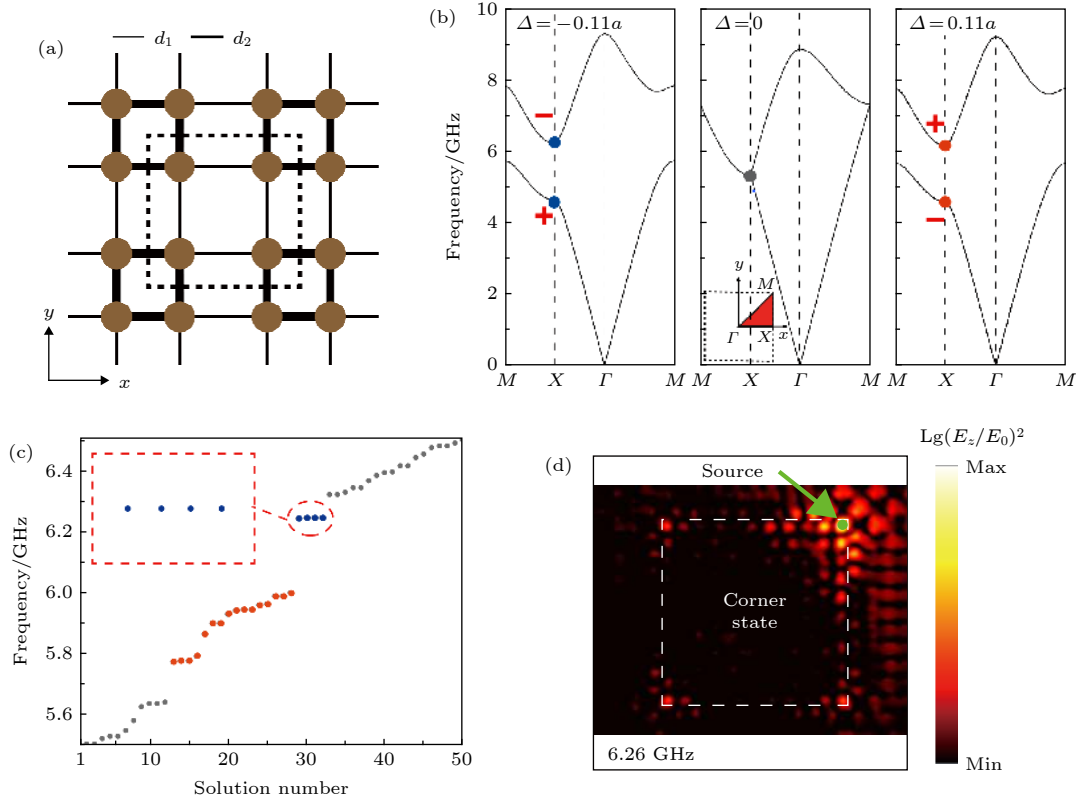 (a)
d₁ d₂
y
x
(b)
Δ = −0.11a
Δ = 0
Δ = 0.11a
Frequency/GHz
10
8
6
4
2
0
−
+
+
−
y
M
Γ
X
x
M X Γ M
M X Γ M
M X Γ M
(c)
Frequency/GHz
6.4
6.2
6.0
5.8
5.6
1 10 20 30 40 50
Solution number
(d)
Source
Corner
state
6.26 GHz
Lg(E_z/E₀)²
Max
Min